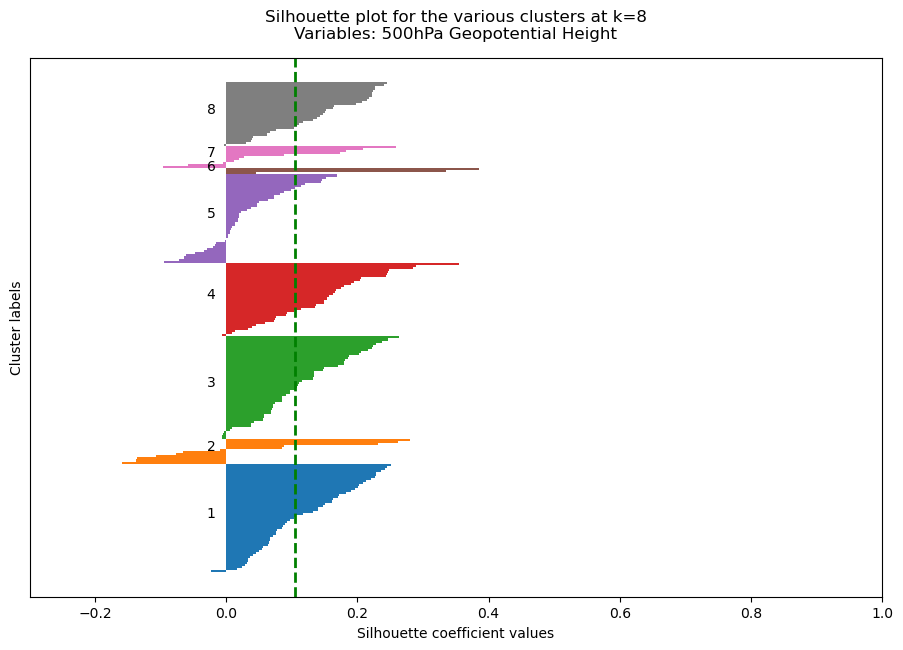 Silhouette plot for the various clusters at k=8
Variables: 500hPa Geopotential Height
8
7
6
5
4
3
2
1
Cluster labels
−0.2 0.0 0.2 0.4 0.6 0.8 1.0
Silhouette coefficient values